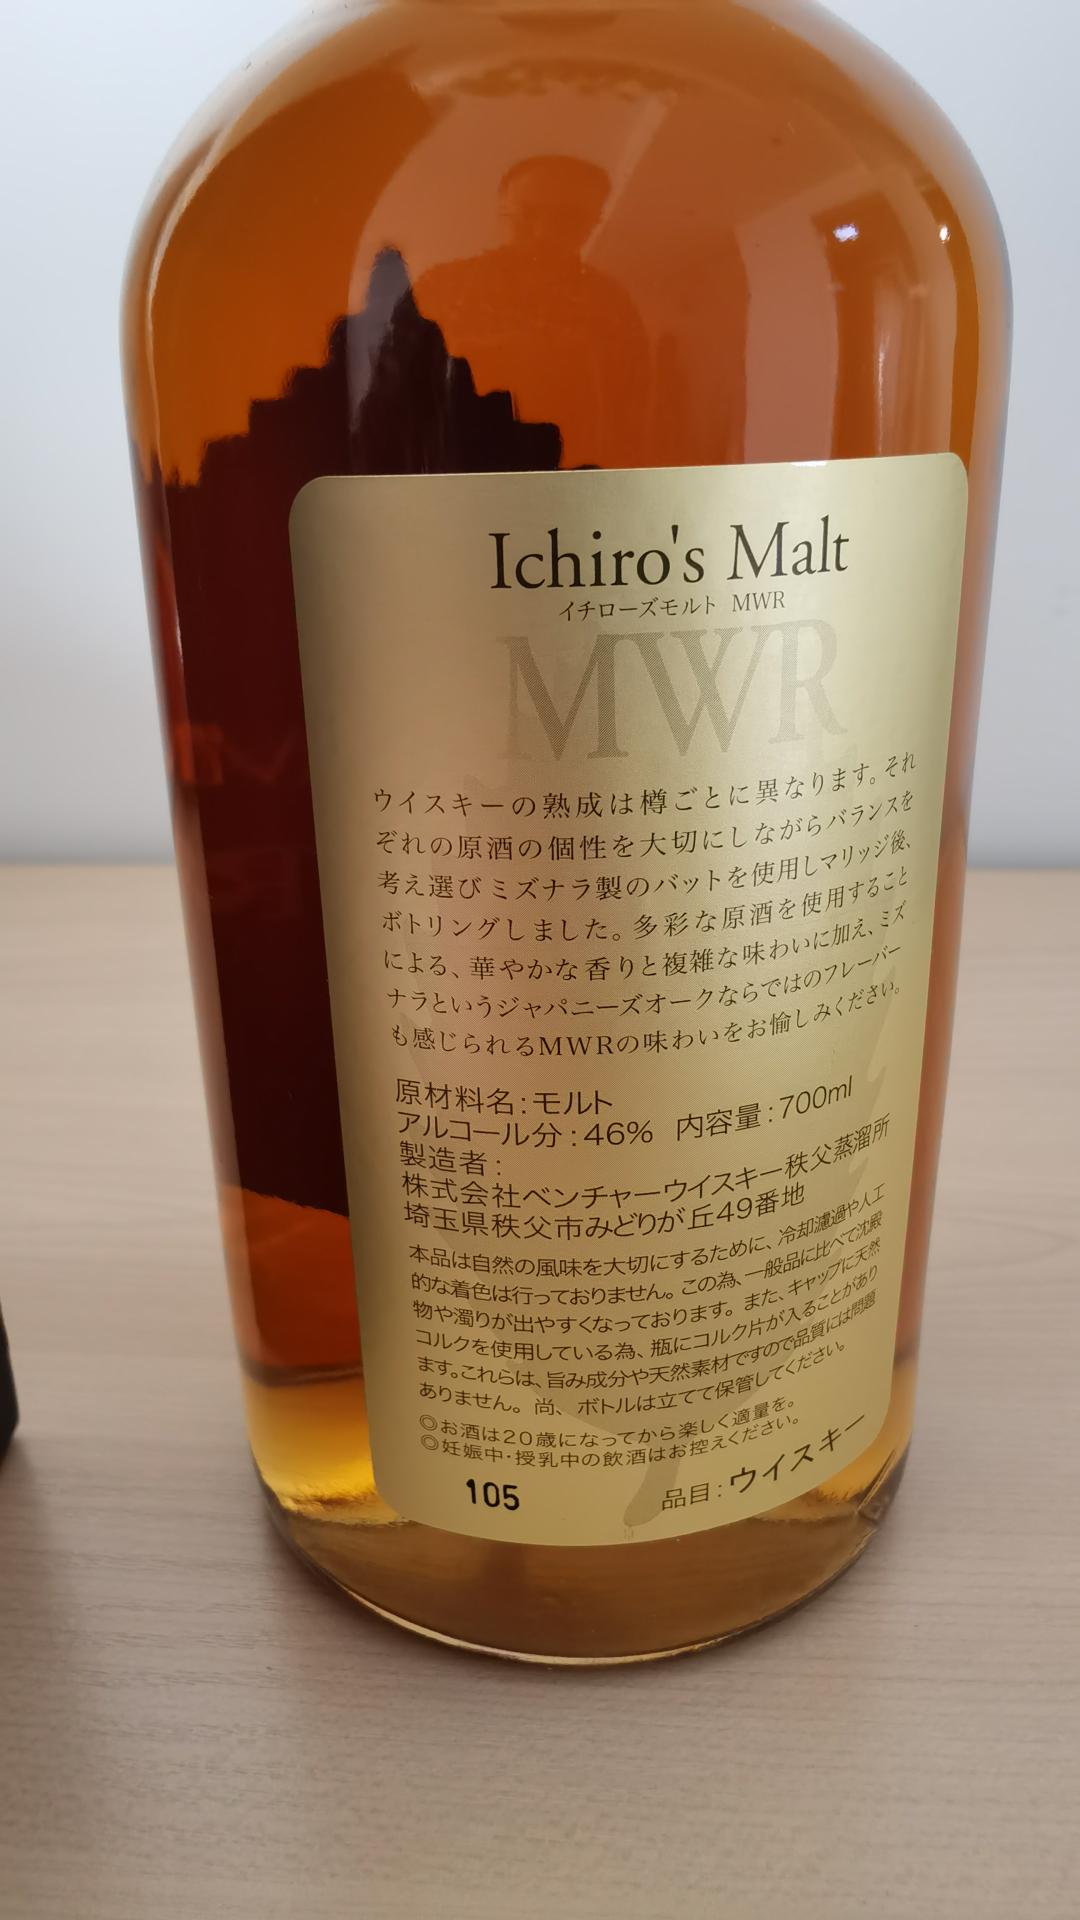 Ichiro's Malt
イチローズモルト MWR
MWR
ウイスキーの熟成は樽ごとに異なります。それ
ぞれの原酒の個性を大切にしながらバランスを
考え選びミズナラ製のバットを使用しマリッジ後、
ボトリングしました。多彩な原酒を使用すること
による、華やかな香りと複雑な味わいに加え、ミズ
ナラというジャパニーズオークならではのフレーバー
も感じられるMWRの味わいをお愉しみください。
原材料名:モルト
アルコール分:46% 内容量:700ml
製造者:
株式会社ベンチャーウイスキー秩父蒸溜所
埼玉県秩父市みどりが丘49番地
本品は自然の風味を大切にするために、冷却濾過や人工
的な着色は行っておりません。この為、一般品に比べて沈殿
物や濁りが出やすくなっております。また、キャップに天然
コルクを使用している為、瓶にコルク片が入ることがあり
ます。これらは、旨み成分や天然素材ですので品質には問題
ありません。尚、ボトルは立てて保管してください。
◎お酒は20歳になってから楽しく適量を。
◎妊娠中・授乳中の飲酒はお控えください。
105 品目:ウイスキー